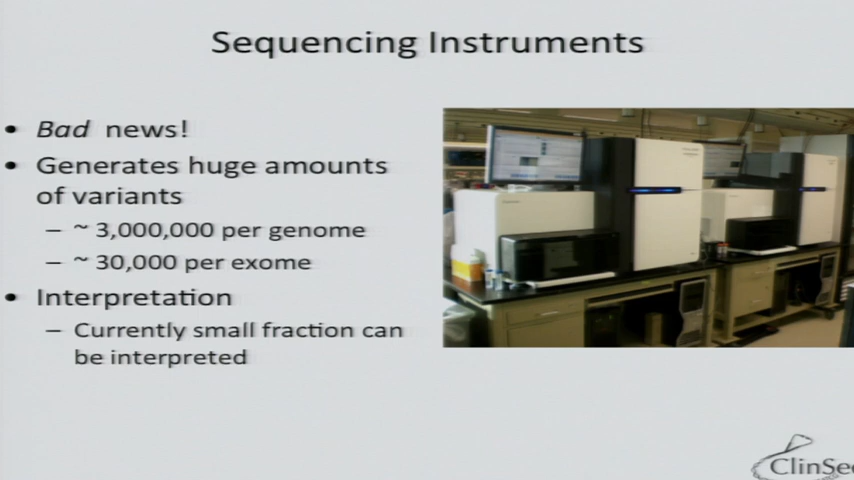 Sequencing Instruments
• Bad news!
• Generates huge amounts
of variants
– ~ 3,000,000 per genome
– ~ 30,000 per exome
• Interpretation
– Currently small fraction can
be interpreted